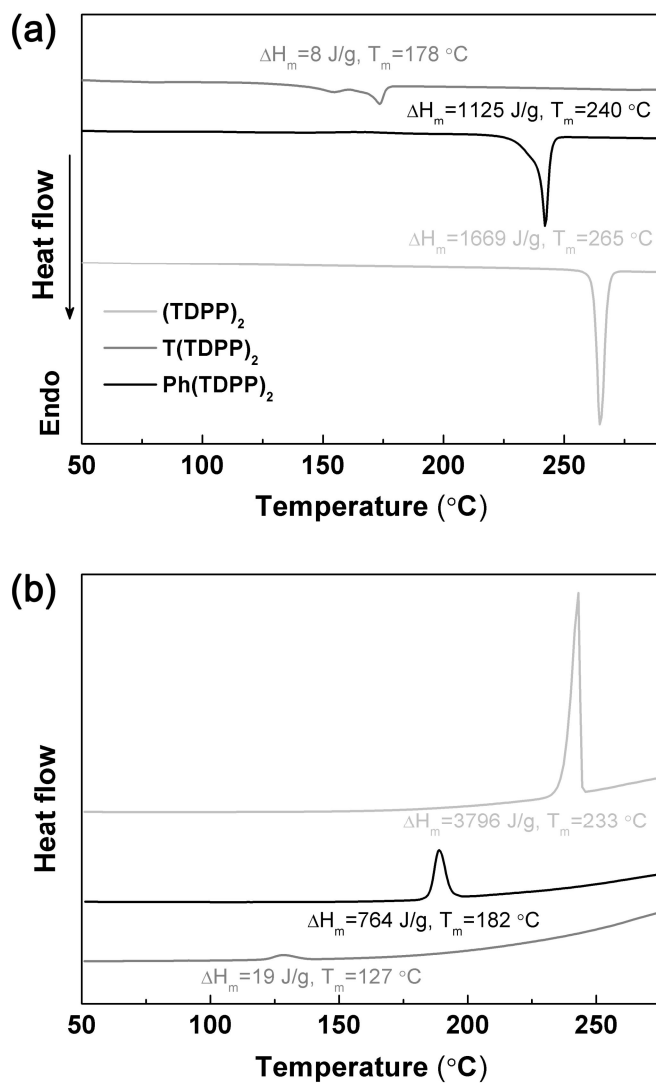 (a)
ΔHm=8 J/g, Tm=178 °C
ΔHm=1125 J/g, Tm=240 °C
ΔHm=1669 J/g, Tm=265 °C
Heat flow
Endo
(TDPP)2
T(TDPP)2
Ph(TDPP)2
50 100 150 200 250
Temperature (°C)
(b)
Heat flow
ΔHm=3796 J/g, Tm=233 °C
ΔHm=764 J/g, Tm=182 °C
ΔHm=19 J/g, Tm=127 °C
50 100 150 200 250
Temperature (°C)